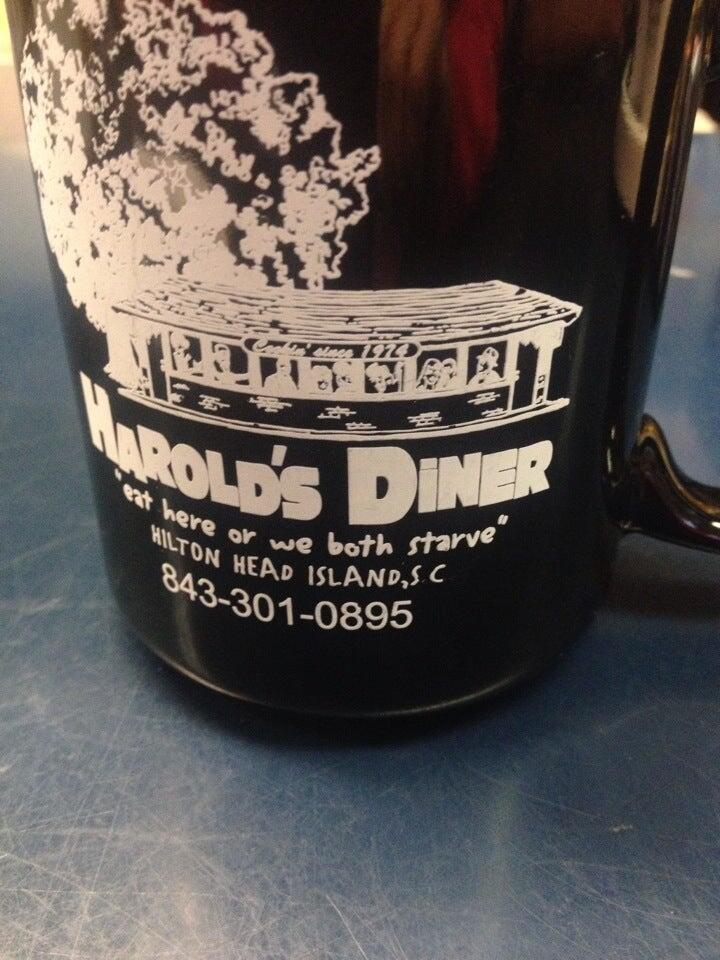 Cookin' since 1974
HAROLD'S DINER
"eat here or we both starve"
HILTON HEAD ISLAND, S.C
843-301-0895